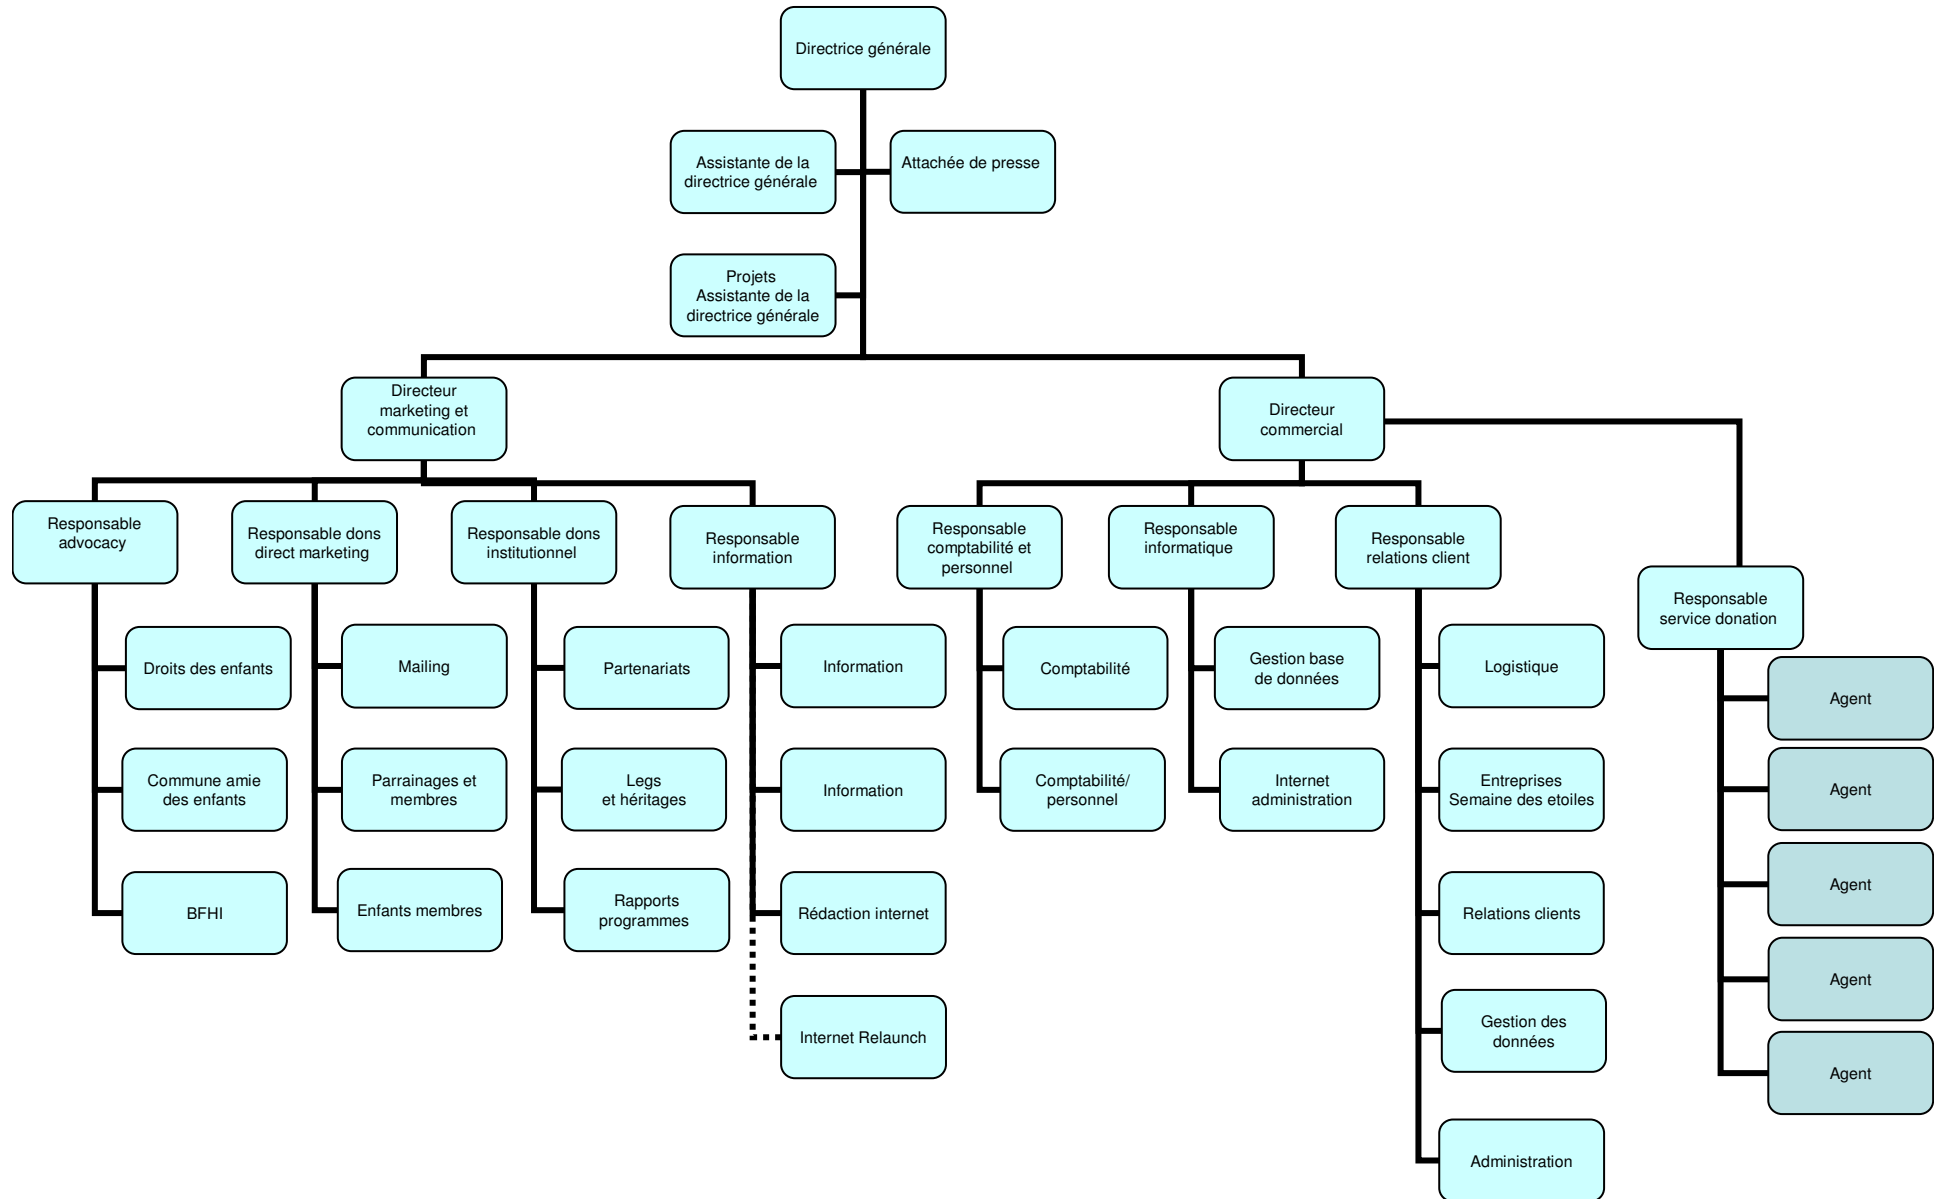 Directrice générale
Assistante de la
directrice générale
Attachée de presse
Projets
Assistante de la
directrice générale
Directeur
marketing et
communication
Directeur
commercial
Responsable
advocacy
Responsable dons
direct marketing
Responsable dons
institutionnel
Responsable
information
Responsable
comptabilité et
personnel
Responsable
informatique
Responsable
relations client
Responsable
service donation
Droits des enfants
Commune amie
des enfants
BFHI
Mailing
Parrainages et
membres
Enfants membres
Partenariats
Legs
et héritages
Rapports
programmes
Information
Information
Rédaction internet
Internet Relaunch
Comptabilité
Comptabilité/
personnel
Gestion base
de données
Internet
administration
Logistique
Entreprises
Semaine des etoiles
Relations clients
Gestion des
données
Administration
Agent
Agent
Agent
Agent
Agent